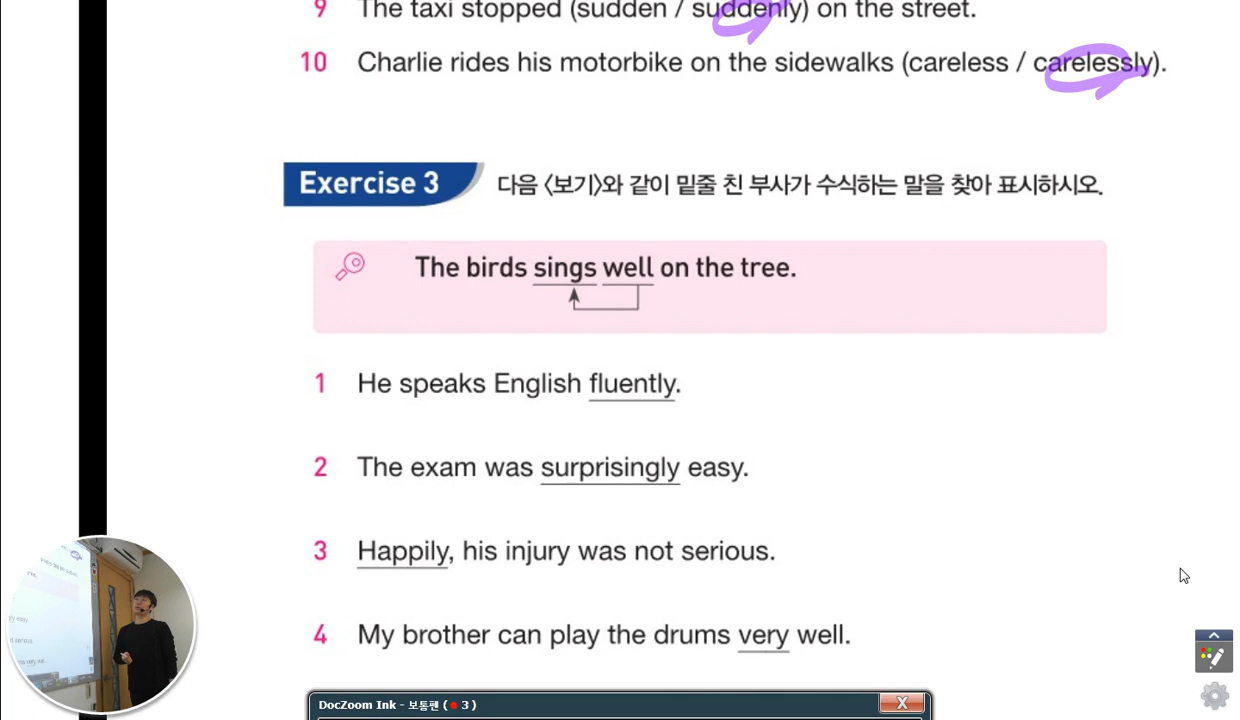 9 The taxi stopped (sudden / suddenly) on the street.
10 Charlie rides his motorbike on the sidewalks (careless / carelessly).
Exercise 3 다음 〈보기〉와 같이 밑줄 친 부사가 수식하는 말을 찾아 표시하시오.
The birds sings well on the tree.
1 He speaks English fluently.
2 The exam was surprisingly easy.
3 Happily, his injury was not serious.
4 My brother can play the drums very well.
DocZoom Ink - 보통펜 ( 3 )